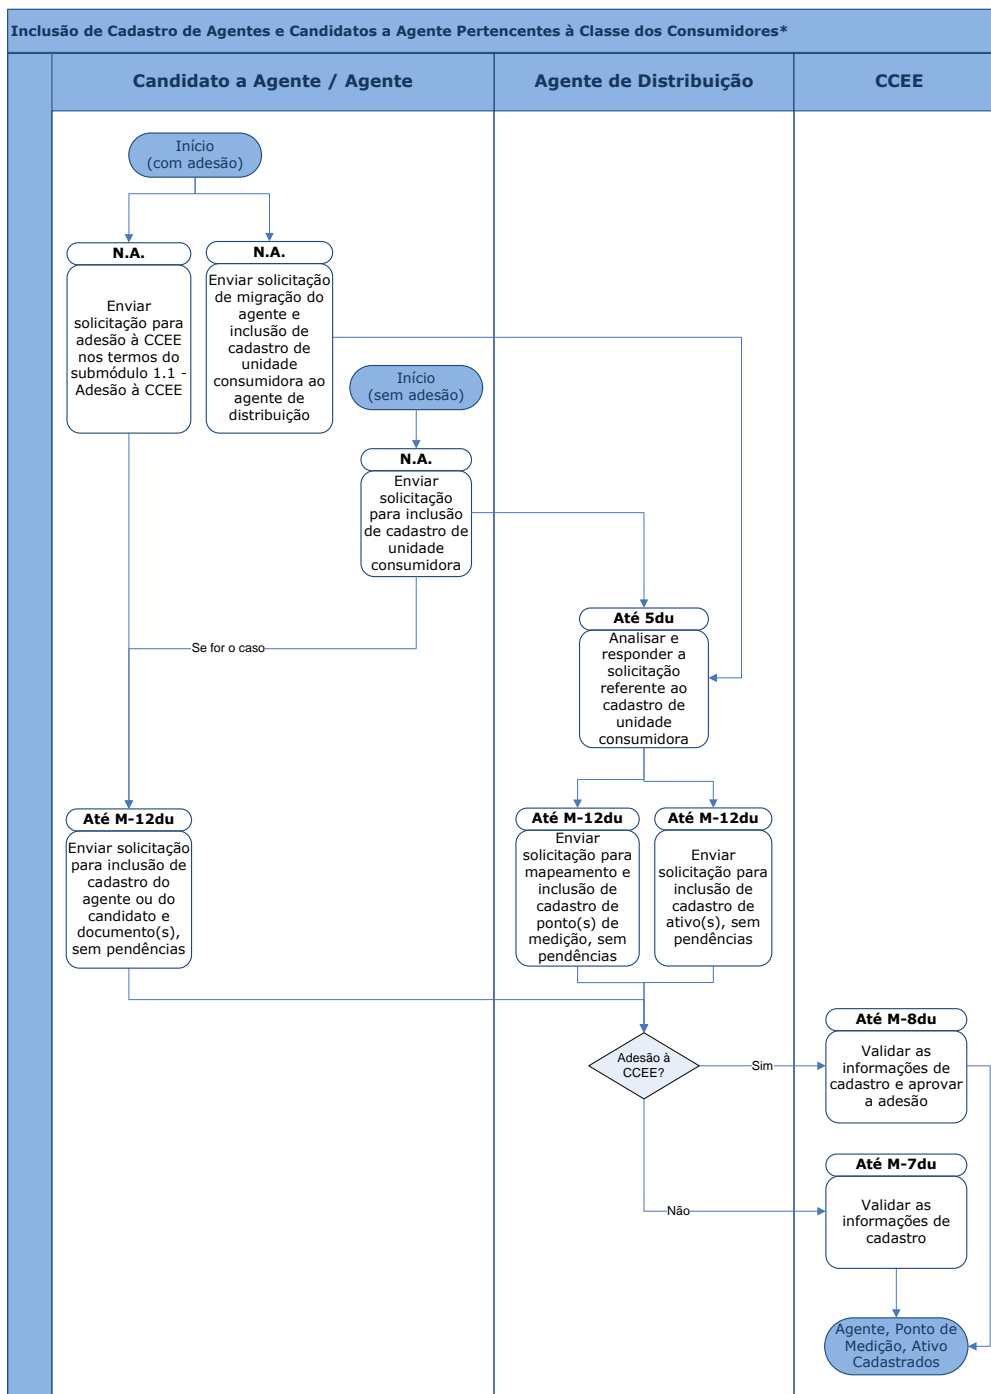 Inclusão de Cadastro de Agentes e Candidatos a Agente Pertencentes à Classe dos Consumidores*
Candidato a Agente / Agente
Agente de Distribuição
CCEE
Início
(com adesão)
N.A.
Enviar
solicitação para
adesão à CCEE
nos termos do
submódulo 1.1 -
Adesão à CCEE
N.A.
Enviar solicitação
de migração do
agente e
inclusão de
cadastro de
unidade
consumidora ao
agente de
distribuição
Início
(sem adesão)
N.A.
Enviar
solicitação
para inclusão
de cadastro de
unidade
consumidora
Até 5du
Analisar e
responder a
solicitação
referente ao
cadastro de
unidade
consumidora
Se for o caso
Até M-12du
Enviar solicitação
para inclusão de
cadastro do
agente ou do
candidato e
documento(s),
sem pendências
Até M-12du
Enviar
solicitação para
mapeamento e
inclusão de
cadastro de
ponto(s) de
medição, sem
pendências
Até M-12du
Enviar
solicitação para
inclusão de
cadastro de
ativo(s), sem
pendências
Adesão à
CCEE?
Sim
Até M-8du
Validar as
informações de
cadastro e aprovar
a adesão
Não
Até M-7du
Validar as
informações de
cadastro
Agente, Ponto de
Medição, Ativo
Cadastrados